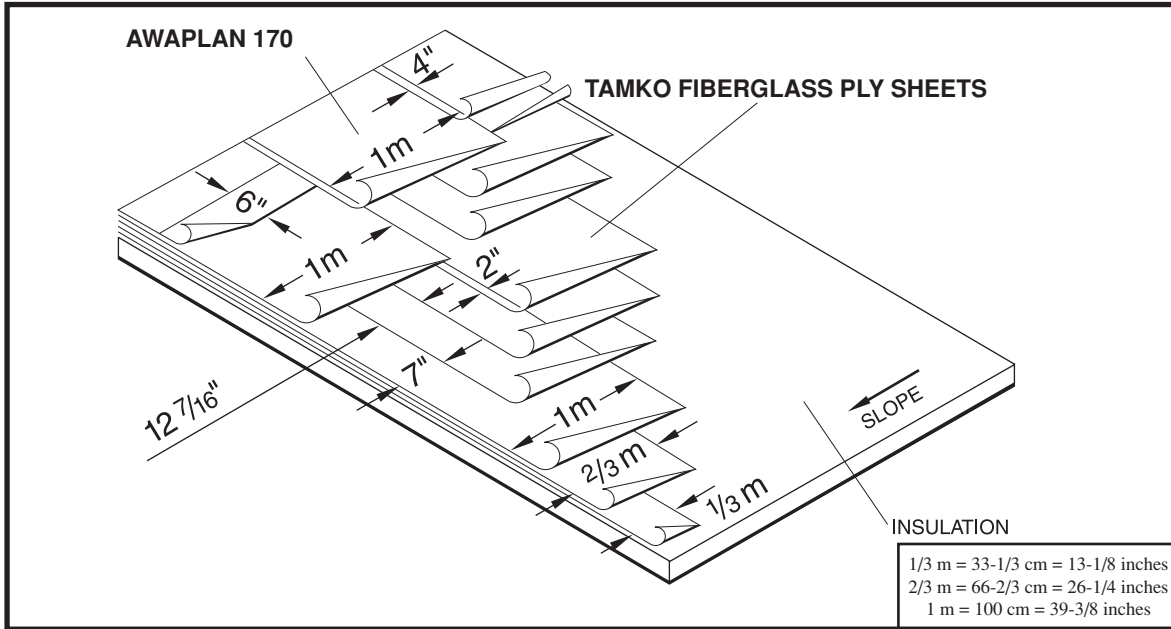 AWAPLAN 170
4"
TAMKO FIBERGLASS PLY SHEETS
1m
6"
1m
2"
7"
12 7/16"
1m
SLOPE
2/3 m
1/3 m
INSULATION
1/3 m = 33-1/3 cm = 13-1/8 inches
2/3 m = 66-2/3 cm = 26-1/4 inches
1 m = 100 cm = 39-3/8 inches